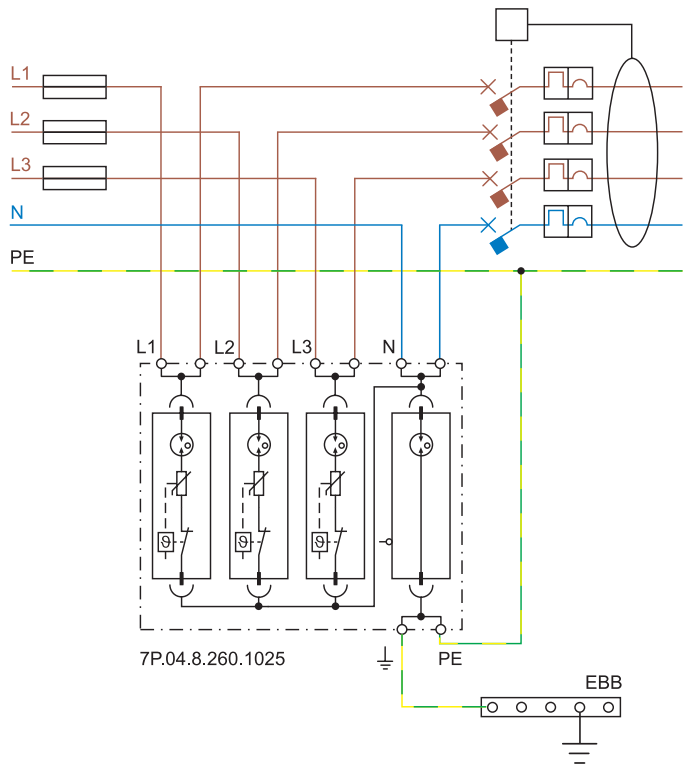 L1
L2
L3
N
PE
L1 L2 L3 N
ϑ ϑ ϑ
7P.04.8.260.1025
PE
EBB